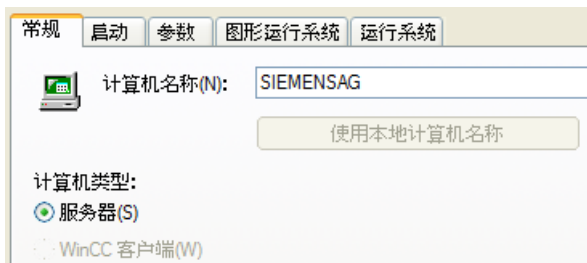 常规 启动 参数 图形运行系统 运行系统
计算机名称(N): SIEMENSAG
使用本地计算机名称
计算机类型:
服务器(S)
WinCC 客户端(W)